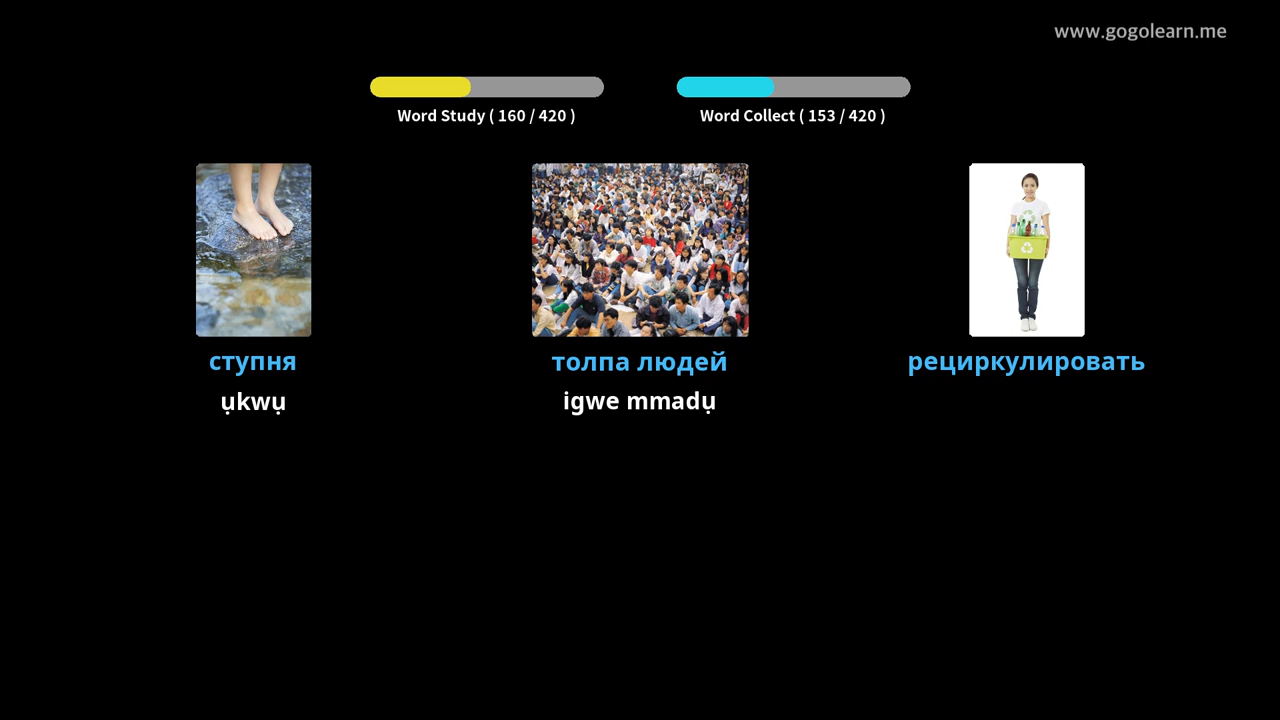 www.gogolearn.me
Word Study ( 160 / 420 )
Word Collect ( 153 / 420 )
ступня
толпа людей
рециркулировать
ụkwụ
igwe mmadụ